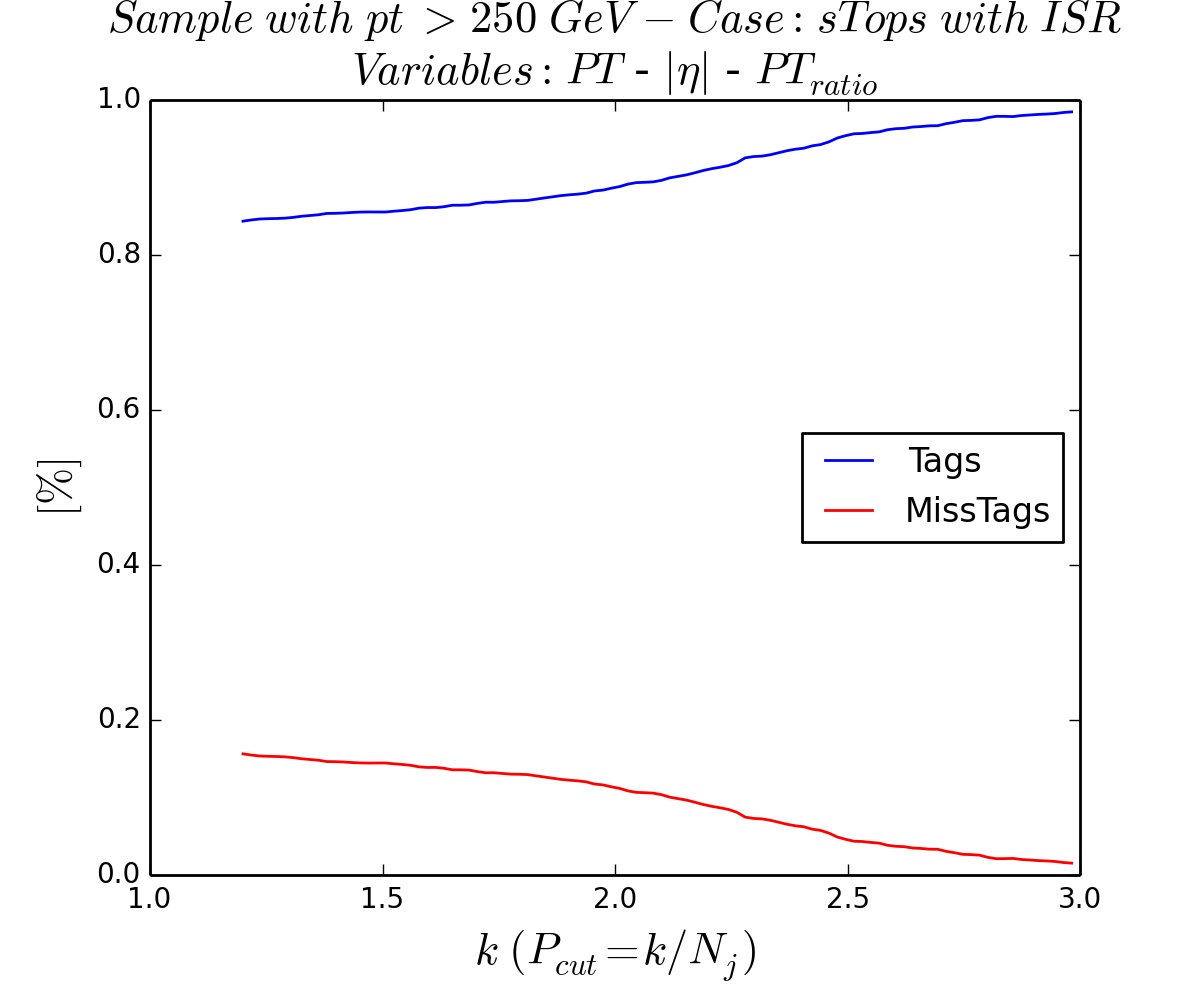 Sample with pt > 250 GeV − Case: sTops with ISR
Variables: PT - |η| - PT_ratio
1.0
0.8
0.6
0.4
0.2
0.0
[%]
Tags
MissTags
1.0 1.5 2.0 2.5 3.0
k (P_cut = k/N_j)